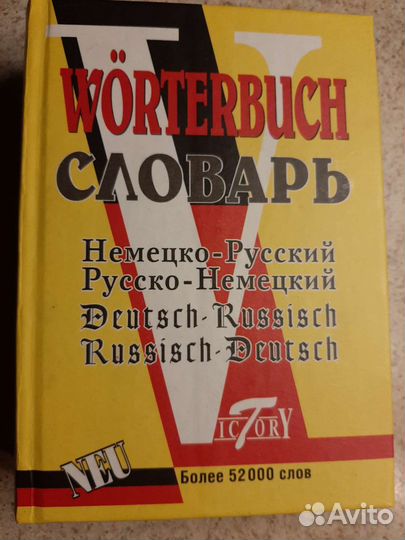 WÖRTERBUCH
СЛОВАРЬ
Немецко-Русский
Русско-Немецкий
Deutsch-Russisch
Russisch-Deutsch
VICTORY
NEU
Более 52000 слов
Avito